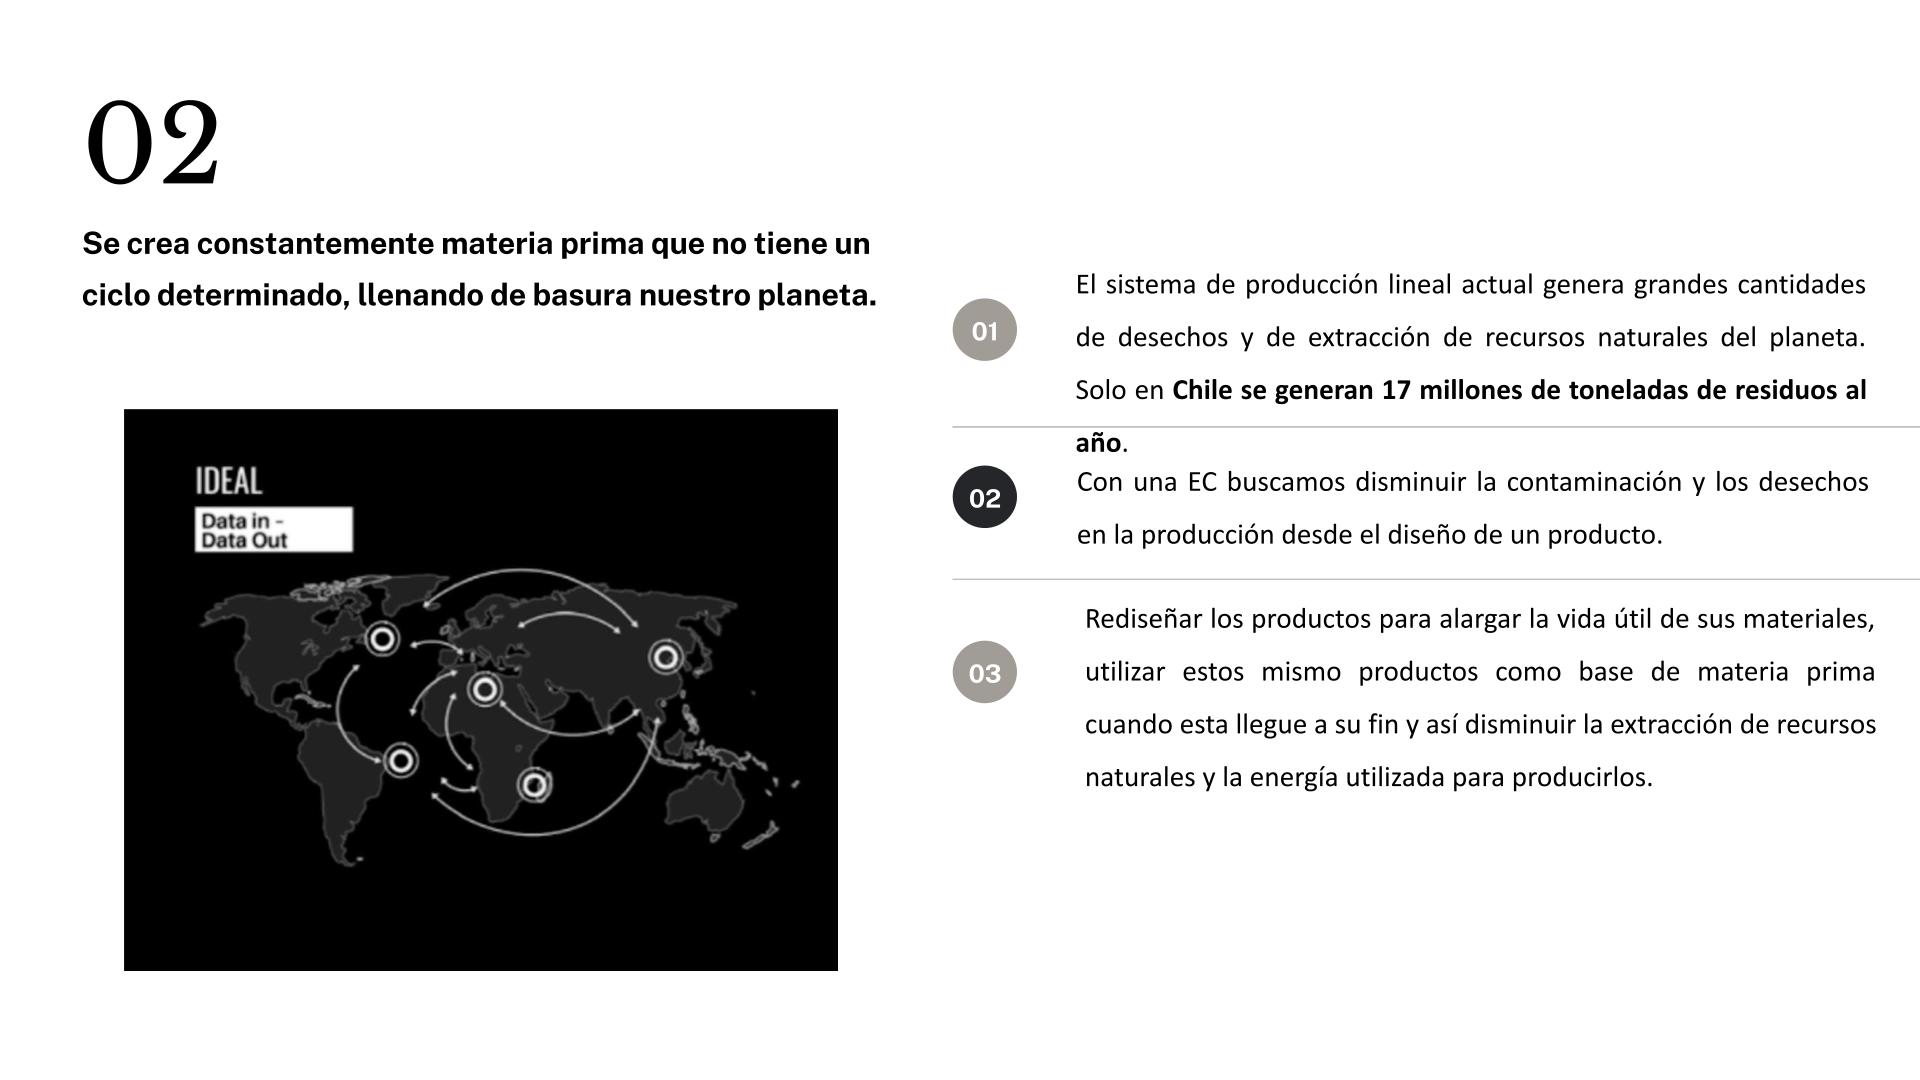 02
Se crea constantemente materia prima que no tiene un
ciclo determinado, llenando de basura nuestro planeta.
IDEAL
Data in -
Data Out
01
El sistema de producción lineal actual genera grandes cantidades
de desechos y de extracción de recursos naturales del planeta.
Solo en Chile se generan 17 millones de toneladas de residuos al
año.
02
Con una EC buscamos disminuir la contaminación y los desechos
en la producción desde el diseño de un producto.
03
Rediseñar los productos para alargar la vida útil de sus materiales,
utilizar estos mismo productos como base de materia prima
cuando esta llegue a su fin y así disminuir la extracción de recursos
naturales y la energía utilizada para producirlos.